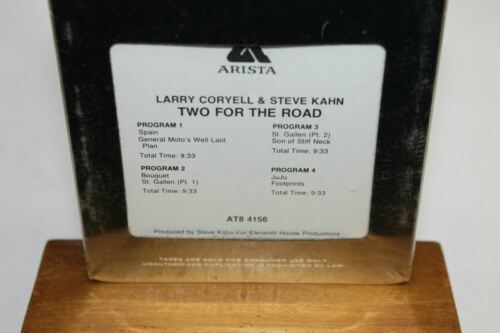 ARISTA
LARRY CORYELL & STEVE KAHN
TWO FOR THE ROAD
PROGRAM 1
Spain
General Moto's Well Laid
Plan
Total Time: 9:33
PROGRAM 2
Bouquet
St. Gallen (Pt. 1)
Total Time: 9:33
PROGRAM 3
St. Gallen (Pt. 2)
Son of Stiff Neck
Total Time: 9:33
PROGRAM 4
JuJu
Footprints
Total Time: 9:33
AT8 4156
Produced by Steve Kahn For Eleventh House Productions
TAPES ARE SOLD FOR CONSUMER USE ONLY.
UNAUTHORIZED DUPLICATION IS PROHIBITED BY LAW.